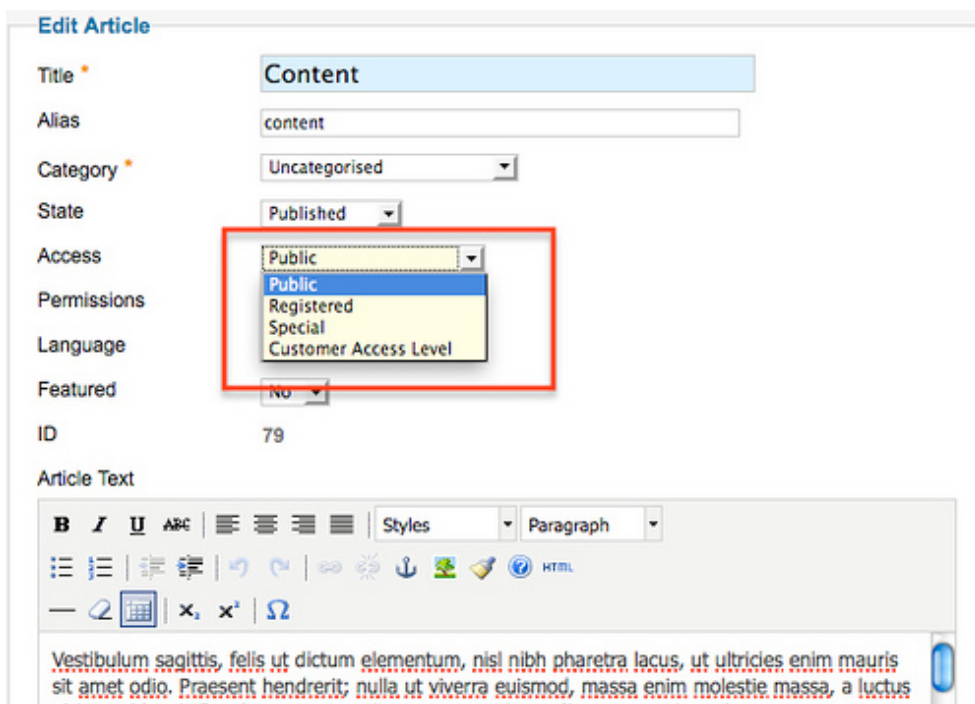 Edit Article
Title *
Content
Alias
content
Category *
Uncategorised
State
Published
Access
Public
Public
Registered
Special
Customer Access Level
Permissions
Language
Featured
No
ID
79
Article Text
B I U ABC Styles Paragraph
HTML
x₂ x² Ω
Vestibulum sagittis, felis ut dictum elementum, nisl nibh pharetra lacus, ut ultricies enim mauris
sit amet odio. Praesent hendrerit; nulla ut viverra euismod, massa enim molestie massa, a luctus